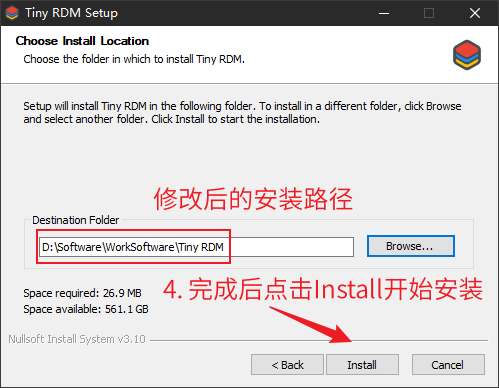 Tiny RDM Setup
Choose Install Location
Choose the folder in which to install Tiny RDM.
Setup will install Tiny RDM in the following folder. To install in a different folder, click Browse
and select another folder. Click Install to start the installation.
修改后的安装路径
Destination Folder
D:\Software\WorkSoftware\Tiny RDM
Browse...
Space required: 26.9 MB
Space available: 561.1 GB
4. 完成后点击Install开始安装
Nullsoft Install System v3.10
< Back
Install
Cancel